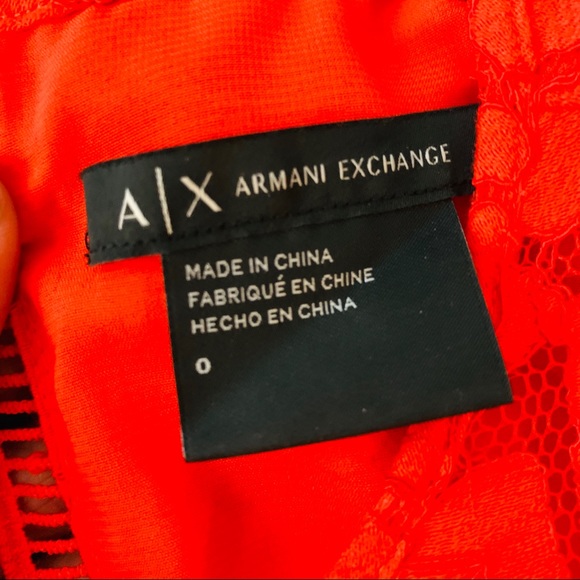 A|X ARMANI EXCHANGE
MADE IN CHINA
FABRIQUÉ EN CHINE
HECHO EN CHINA
0